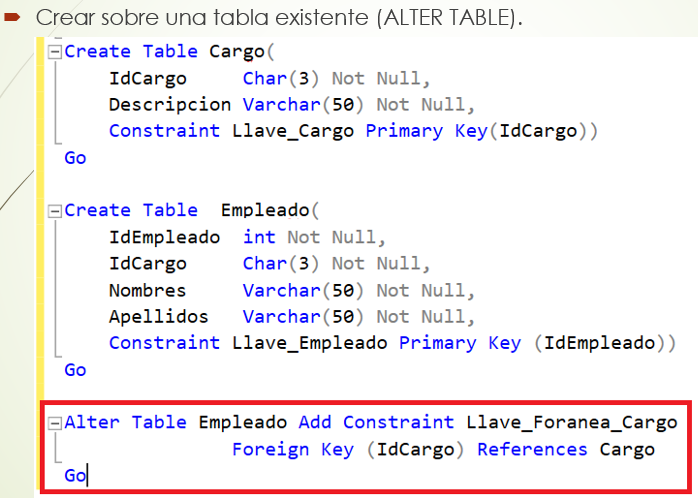 Crear sobre una tabla existente (ALTER TABLE).
Create Table Cargo(
IdCargo Char(3) Not Null,
Descripcion Varchar(50) Not Null,
Constraint Llave_Cargo Primary Key(IdCargo))
Go
Create Table Empleado(
IdEmpleado int Not Null,
IdCargo Char(3) Not Null,
Nombres Varchar(50) Not Null,
Apellidos Varchar(50) Not Null,
Constraint Llave_Empleado Primary Key (IdEmpleado))
Go
Alter Table Empleado Add Constraint Llave_Foranea_Cargo
Foreign Key (IdCargo) References Cargo
Go